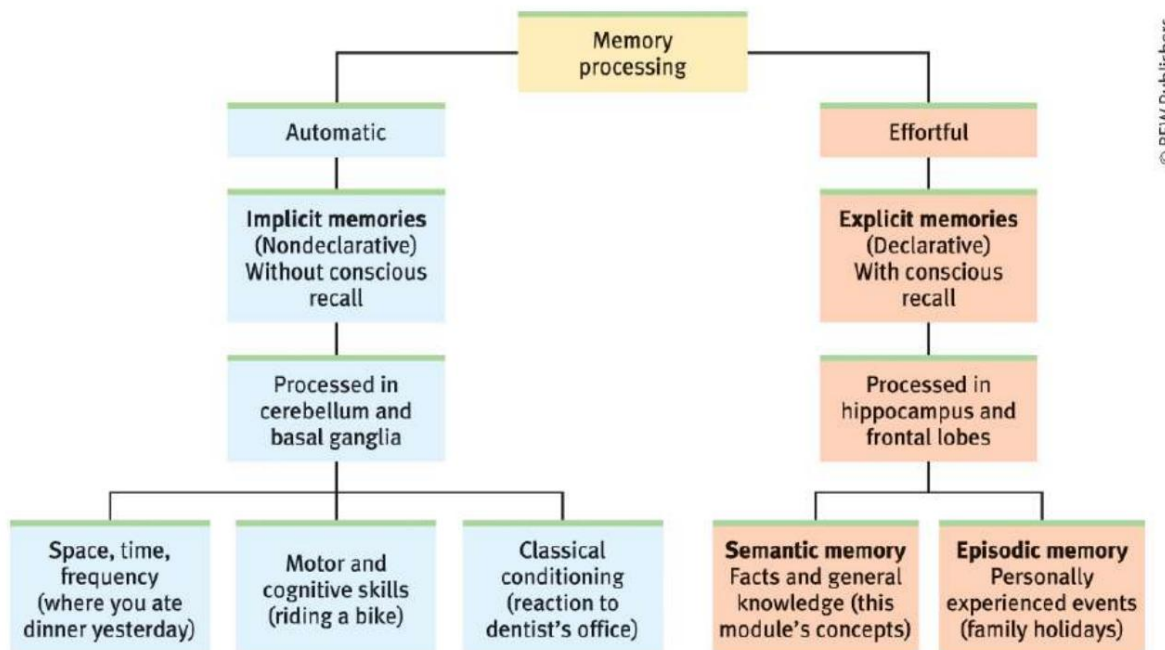 Memory
processing
Automatic
Effortful
Implicit memories
(Nondeclarative)
Without conscious
recall
Explicit memories
(Declarative)
With conscious
recall
Processed in
cerebellum and
basal ganglia
Processed in
hippocampus and
frontal lobes
Space, time,
frequency
(where you ate
dinner yesterday)
Motor and
cognitive skills
(riding a bike)
Classical
conditioning
(reaction to
dentist's office)
Semantic memory
Facts and general
knowledge (this
module's concepts)
Episodic memory
Personally
experienced events
(family holidays)
© BFW Publishers